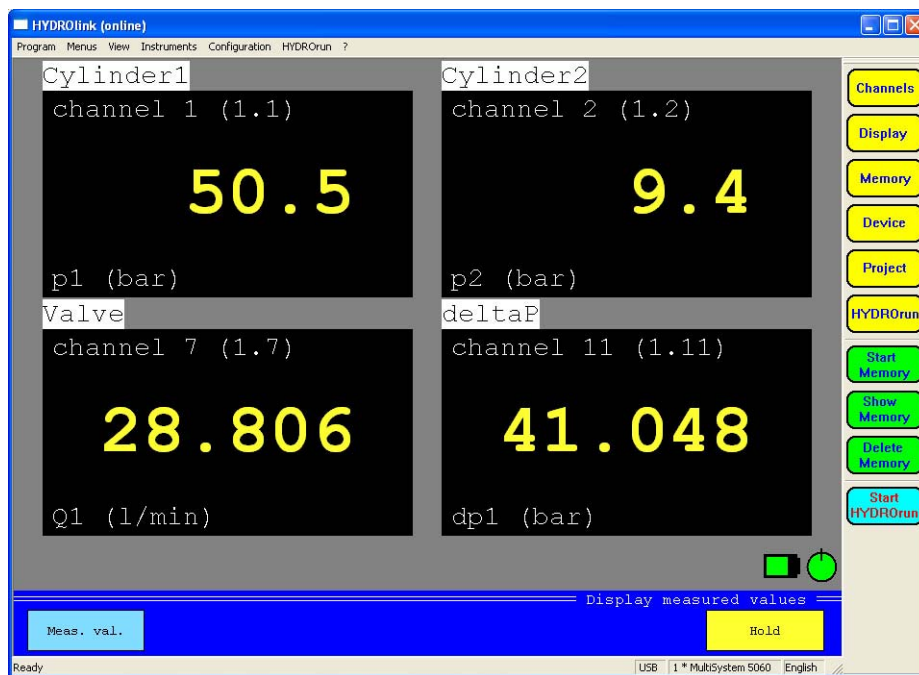 HYDROlink (online)
Program Menus View Instruments Configuration HYDROrun ?
Cylinder1
channel 1 (1.1)
50.5
p1 (bar)
Cylinder2
channel 2 (1.2)
9.4
p2 (bar)
Valve
channel 7 (1.7)
28.806
Q1 (l/min)
deltaP
channel 11 (1.11)
41.048
dp1 (bar)
Channels
Display
Memory
Device
Project
HYDROrun
Start
Memory
Show
Memory
Delete
Memory
Start
HYDROrun
Display measured values
Meas. val.
Hold
Ready
USB 1 * MultiSystem 5060 English